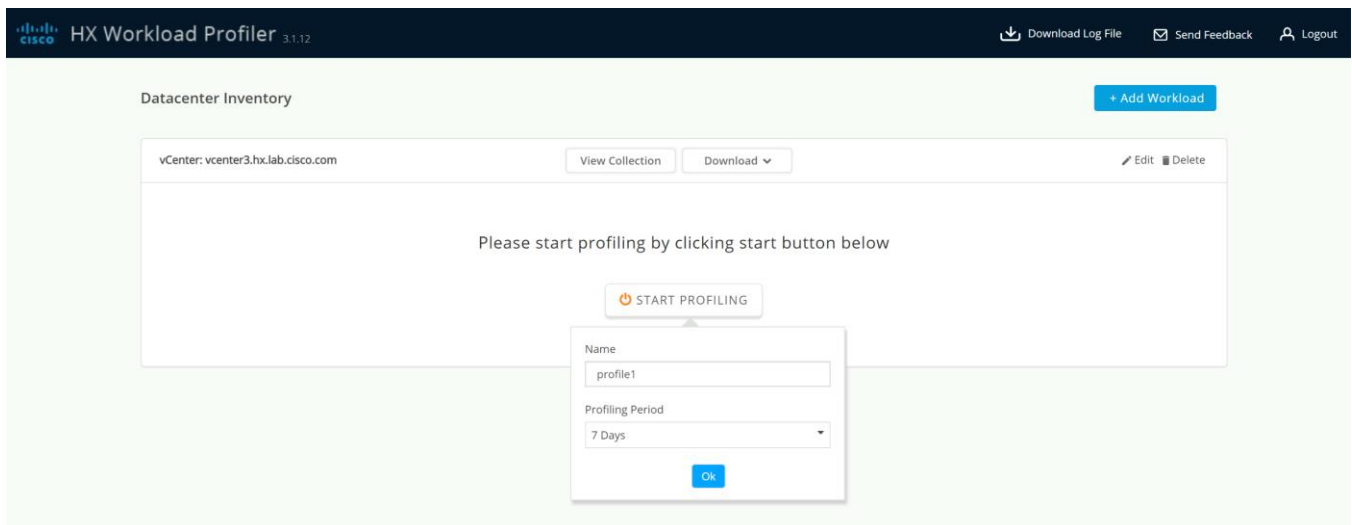 cisco HX Workload Profiler 3.1.12 Download Log File Send Feedback Logout
Datacenter Inventory + Add Workload
vCenter: vcenter3.hx.lab.cisco.com View Collection Download Edit Delete
Please start profiling by clicking start button below
START PROFILING
Name
profile1
Profiling Period
7 Days
Ok